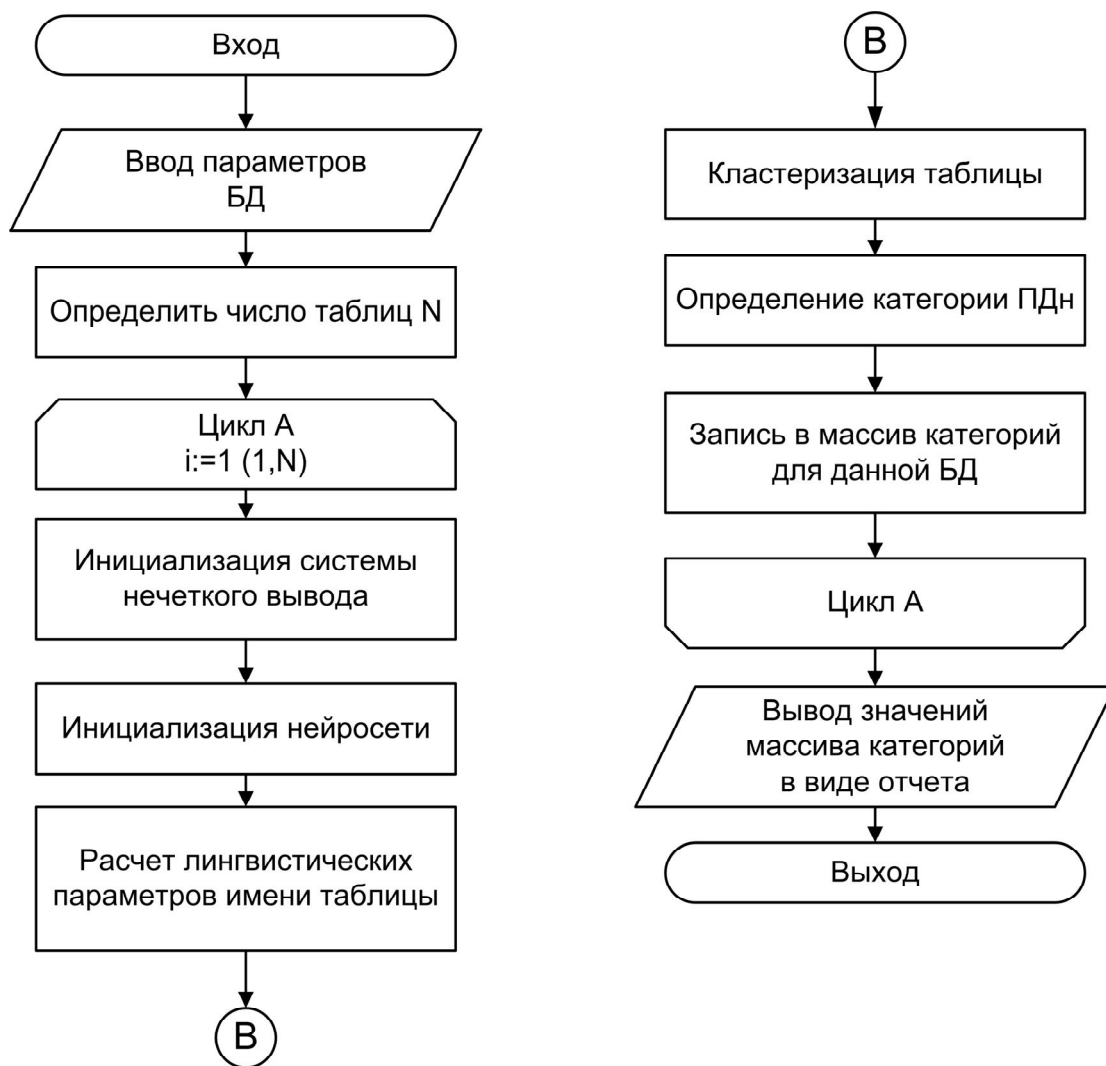 Вход
Ввод параметров
БД
Определить число таблиц N
Цикл А
i:=1 (1,N)
Инициализация системы
нечеткого вывода
Инициализация нейросети
Расчет лингвистических
параметров имени таблицы
В
В
Кластеризация таблицы
Определение категории ПДн
Запись в массив категорий
для данной БД
Цикл А
Вывод значений
массива категорий
в виде отчета
Выход